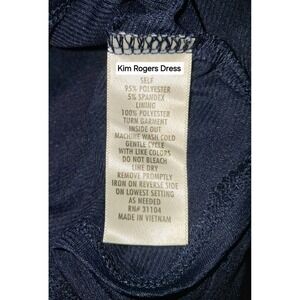 Kim Rogers Dress
SELF
95% POLYESTER
5% SPANDEX
LINING
100% POLYESTER
TURN GARMENT
INSIDE OUT
MACHINE WASH COLD
GENTLE CYCLE
WITH LIKE COLORS
DO NOT BLEACH
LINE DRY
REMOVE PROMPTLY
IRON ON REVERSE SIDE
ON LOWEST SETTING
AS NEEDED
RN# 31104
MADE IN VIETNAM